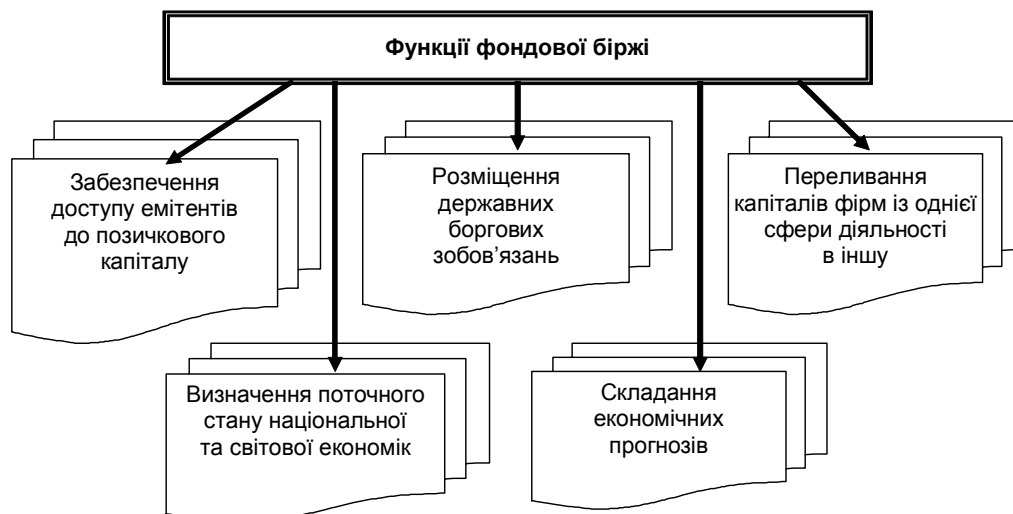 Функції фондової біржі
Забезпечення
доступу емітентів
до позичкового
капіталу
Розміщення
державних
боргових
зобов’язань
Переливання
капіталів фірм із однієї
сфери діяльності
в іншу
Визначення поточного
стану національної
та світової економік
Складання
економічних
прогнозів